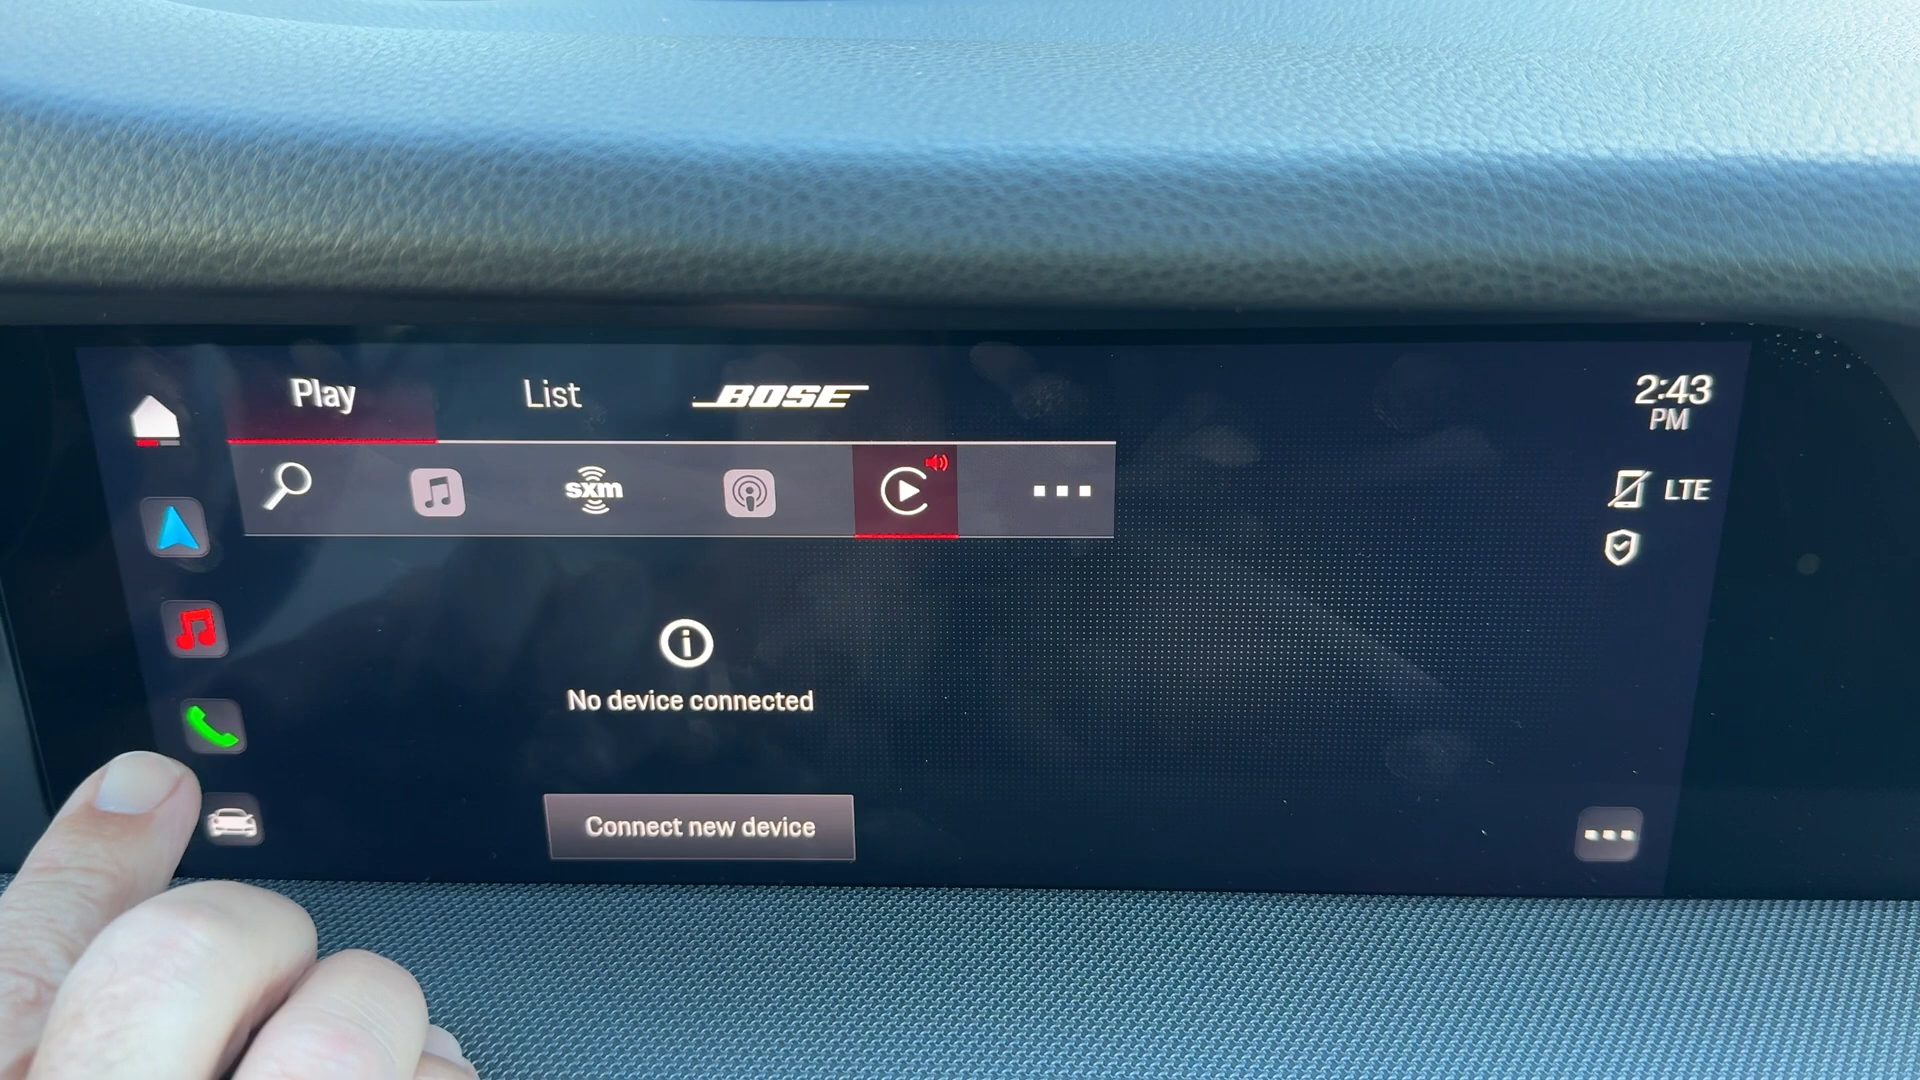 Play List BOSE
2:43
PM
sxm
LTE
No device connected
Connect new device